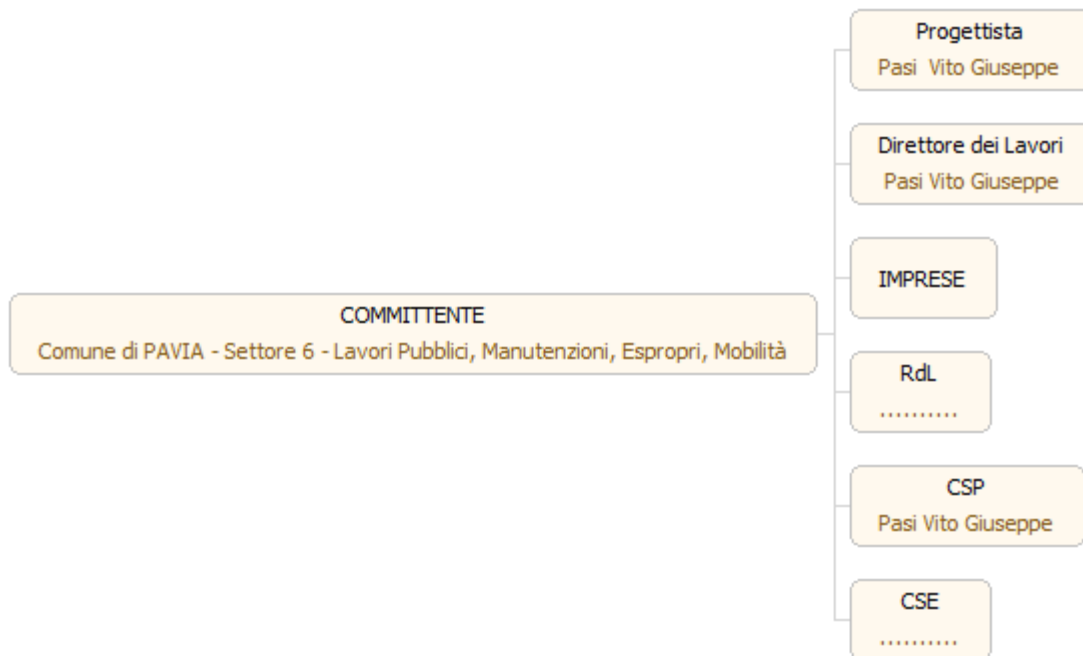 Progettista
Pasi Vito Giuseppe
Direttore dei Lavori
Pasi Vito Giuseppe
IMPRESE
COMMITTENTE
Comune di PAVIA - Settore 6 - Lavori Pubblici, Manutenzioni, Espropri, Mobilità
RdL
..........
CSP
Pasi Vito Giuseppe
CSE
..........